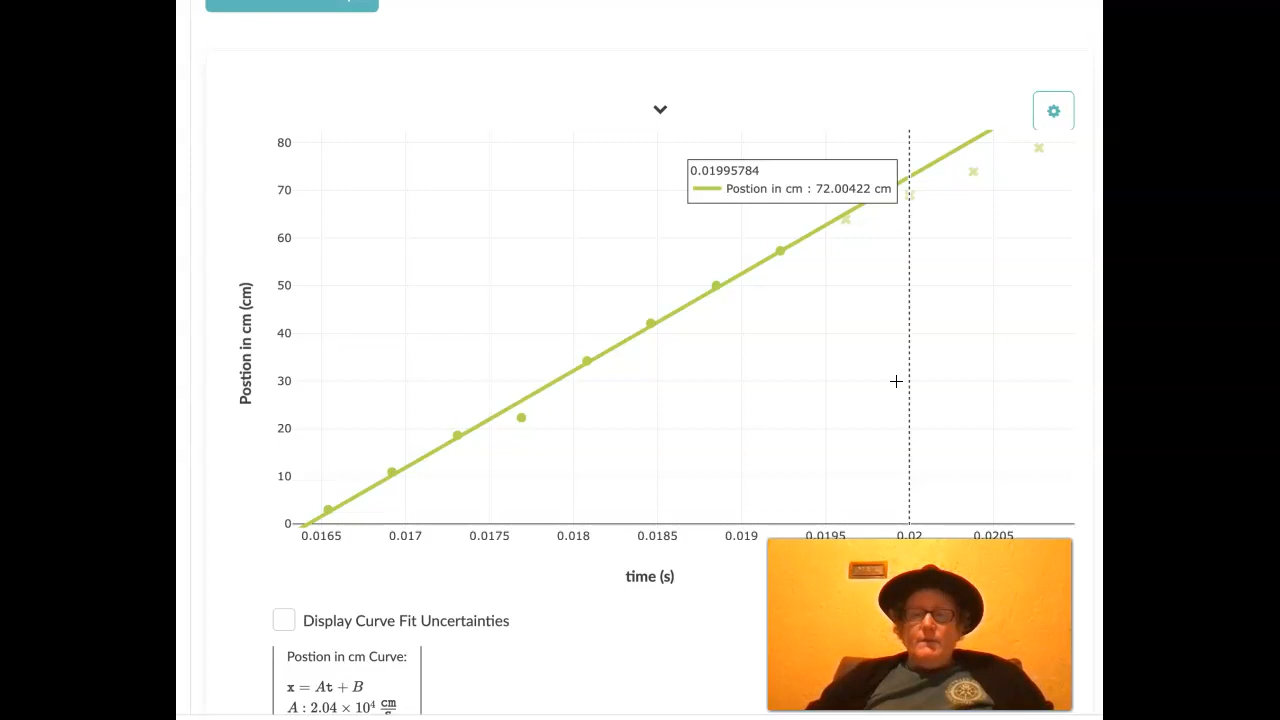 80
0.01995784
Postion in cm : 72.00422 cm
70
60
50
40
30
20
10
0
Postion in cm (cm)
0.0165 0.017 0.0175 0.018 0.0185 0.019 0.0195 0.02 0.0205
time (s)
Display Curve Fit Uncertainties
Postion in cm Curve:
x = At + B
A : 2.04 × 10⁴ cm